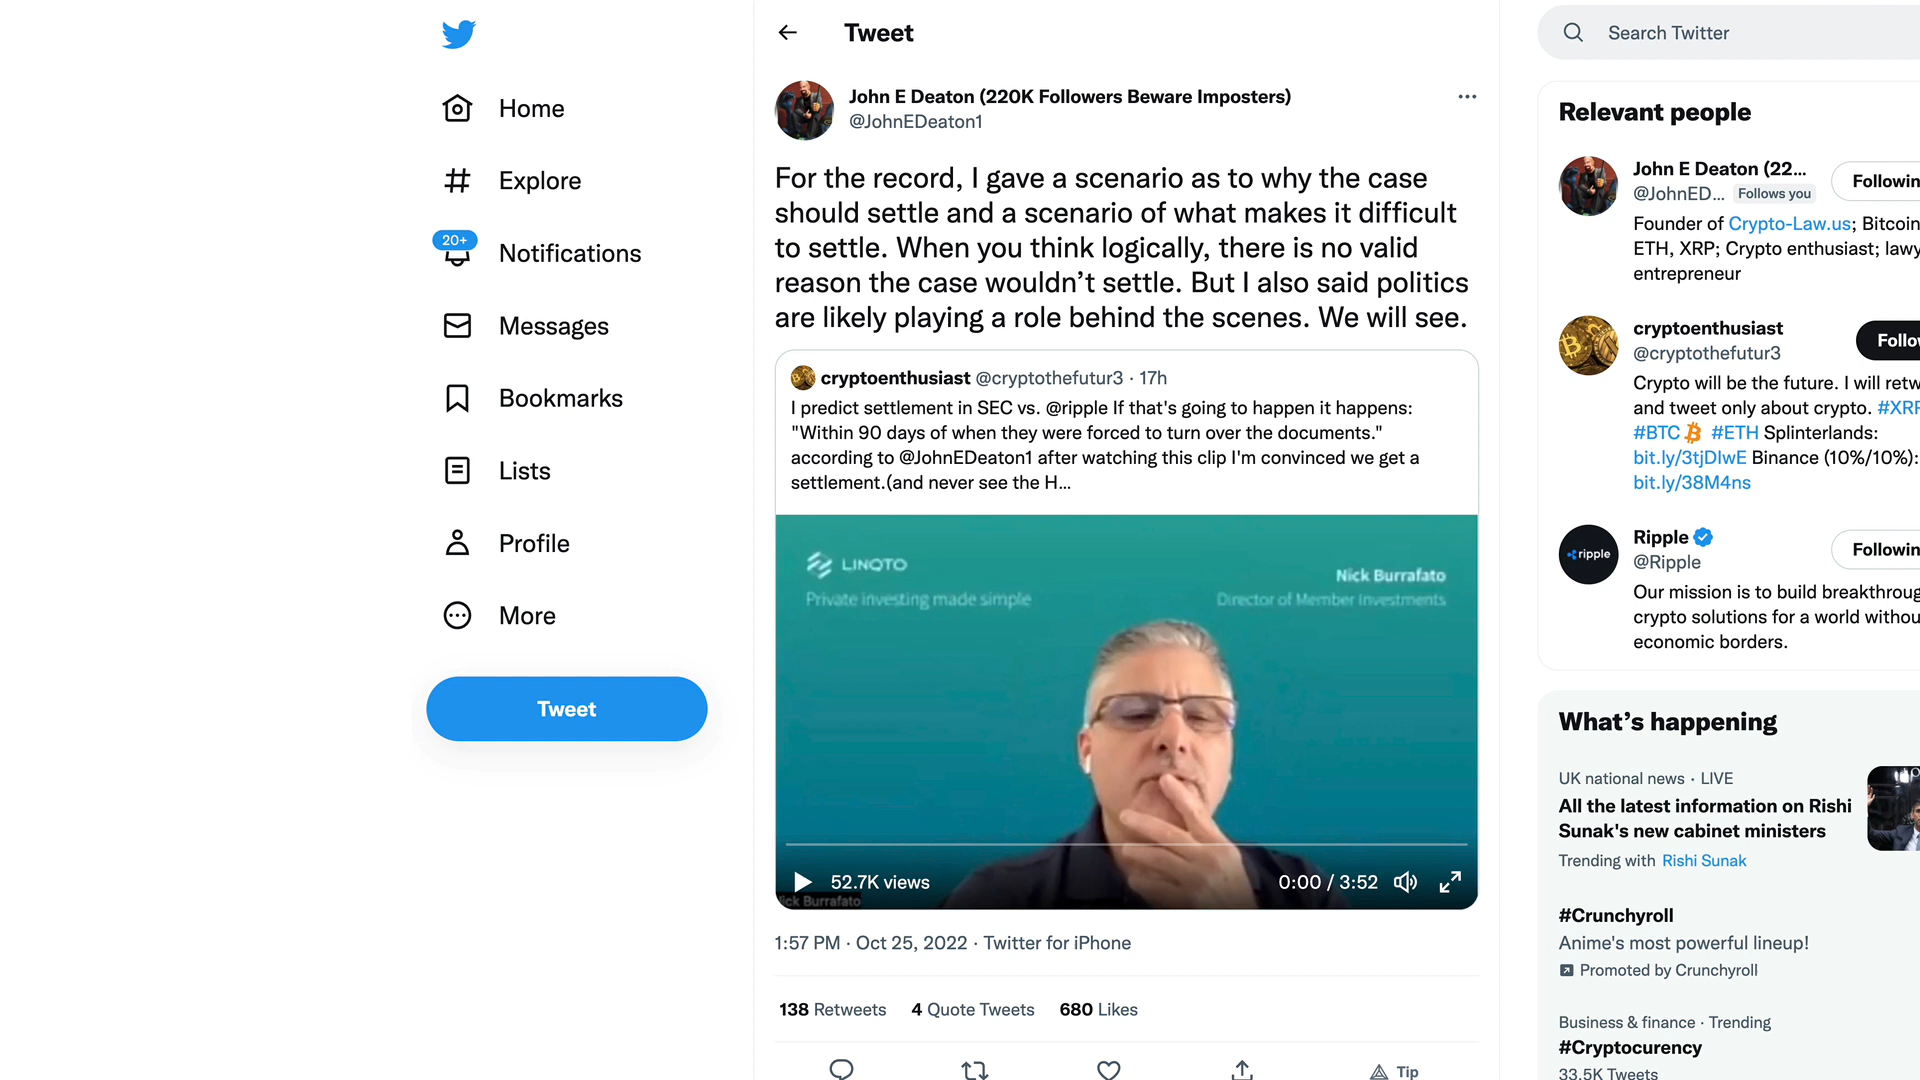 Home
Explore
20+
Notifications
Messages
Bookmarks
Lists
Profile
More
Tweet
Tweet
John E Deaton (220K Followers Beware Imposters)
@JohnEDeaton1
For the record, I gave a scenario as to why the case
should settle and a scenario of what makes it difficult
to settle. When you think logically, there is no valid
reason the case wouldn’t settle. But I also said politics
are likely playing a role behind the scenes. We will see.
cryptoenthusiast @cryptothefutur3 · 17h
I predict settlement in SEC vs. @ripple If that's going to happen it happens:
"Within 90 days of when they were forced to turn over the documents."
according to @JohnEDeaton1 after watching this clip I'm convinced we get a
settlement.(and never see the H...
LINQTO
Private investing made simple
Nick Burrafato
Director of Member Investments
52.7K views
0:00 / 3:52
ick Burrafato
1:57 PM · Oct 25, 2022 · Twitter for iPhone
138 Retweets 4 Quote Tweets 680 Likes
Tip
Search Twitter
Relevant people
John E Deaton (22...
@JohnED... Follows you
Followin
Founder of Crypto-Law.us; Bitcoin
ETH, XRP; Crypto enthusiast; lawy
entrepreneur
cryptoenthusiast
@cryptothefutur3
Follo
Crypto will be the future. I will retw
and tweet only about crypto. #XRP
#BTC #ETH Splinterlands:
bit.ly/3tjDIwE Binance (10%/10%):
bit.ly/38M4ns
ripple
Ripple
@Ripple
Followin
Our mission is to build breakthroug
crypto solutions for a world withou
economic borders.
What’s happening
UK national news · LIVE
All the latest information on Rishi
Sunak's new cabinet ministers
Trending with Rishi Sunak
#Crunchyroll
Anime's most powerful lineup!
Promoted by Crunchyroll
Business & finance · Trending
#Cryptocurency
33.5K Tweets